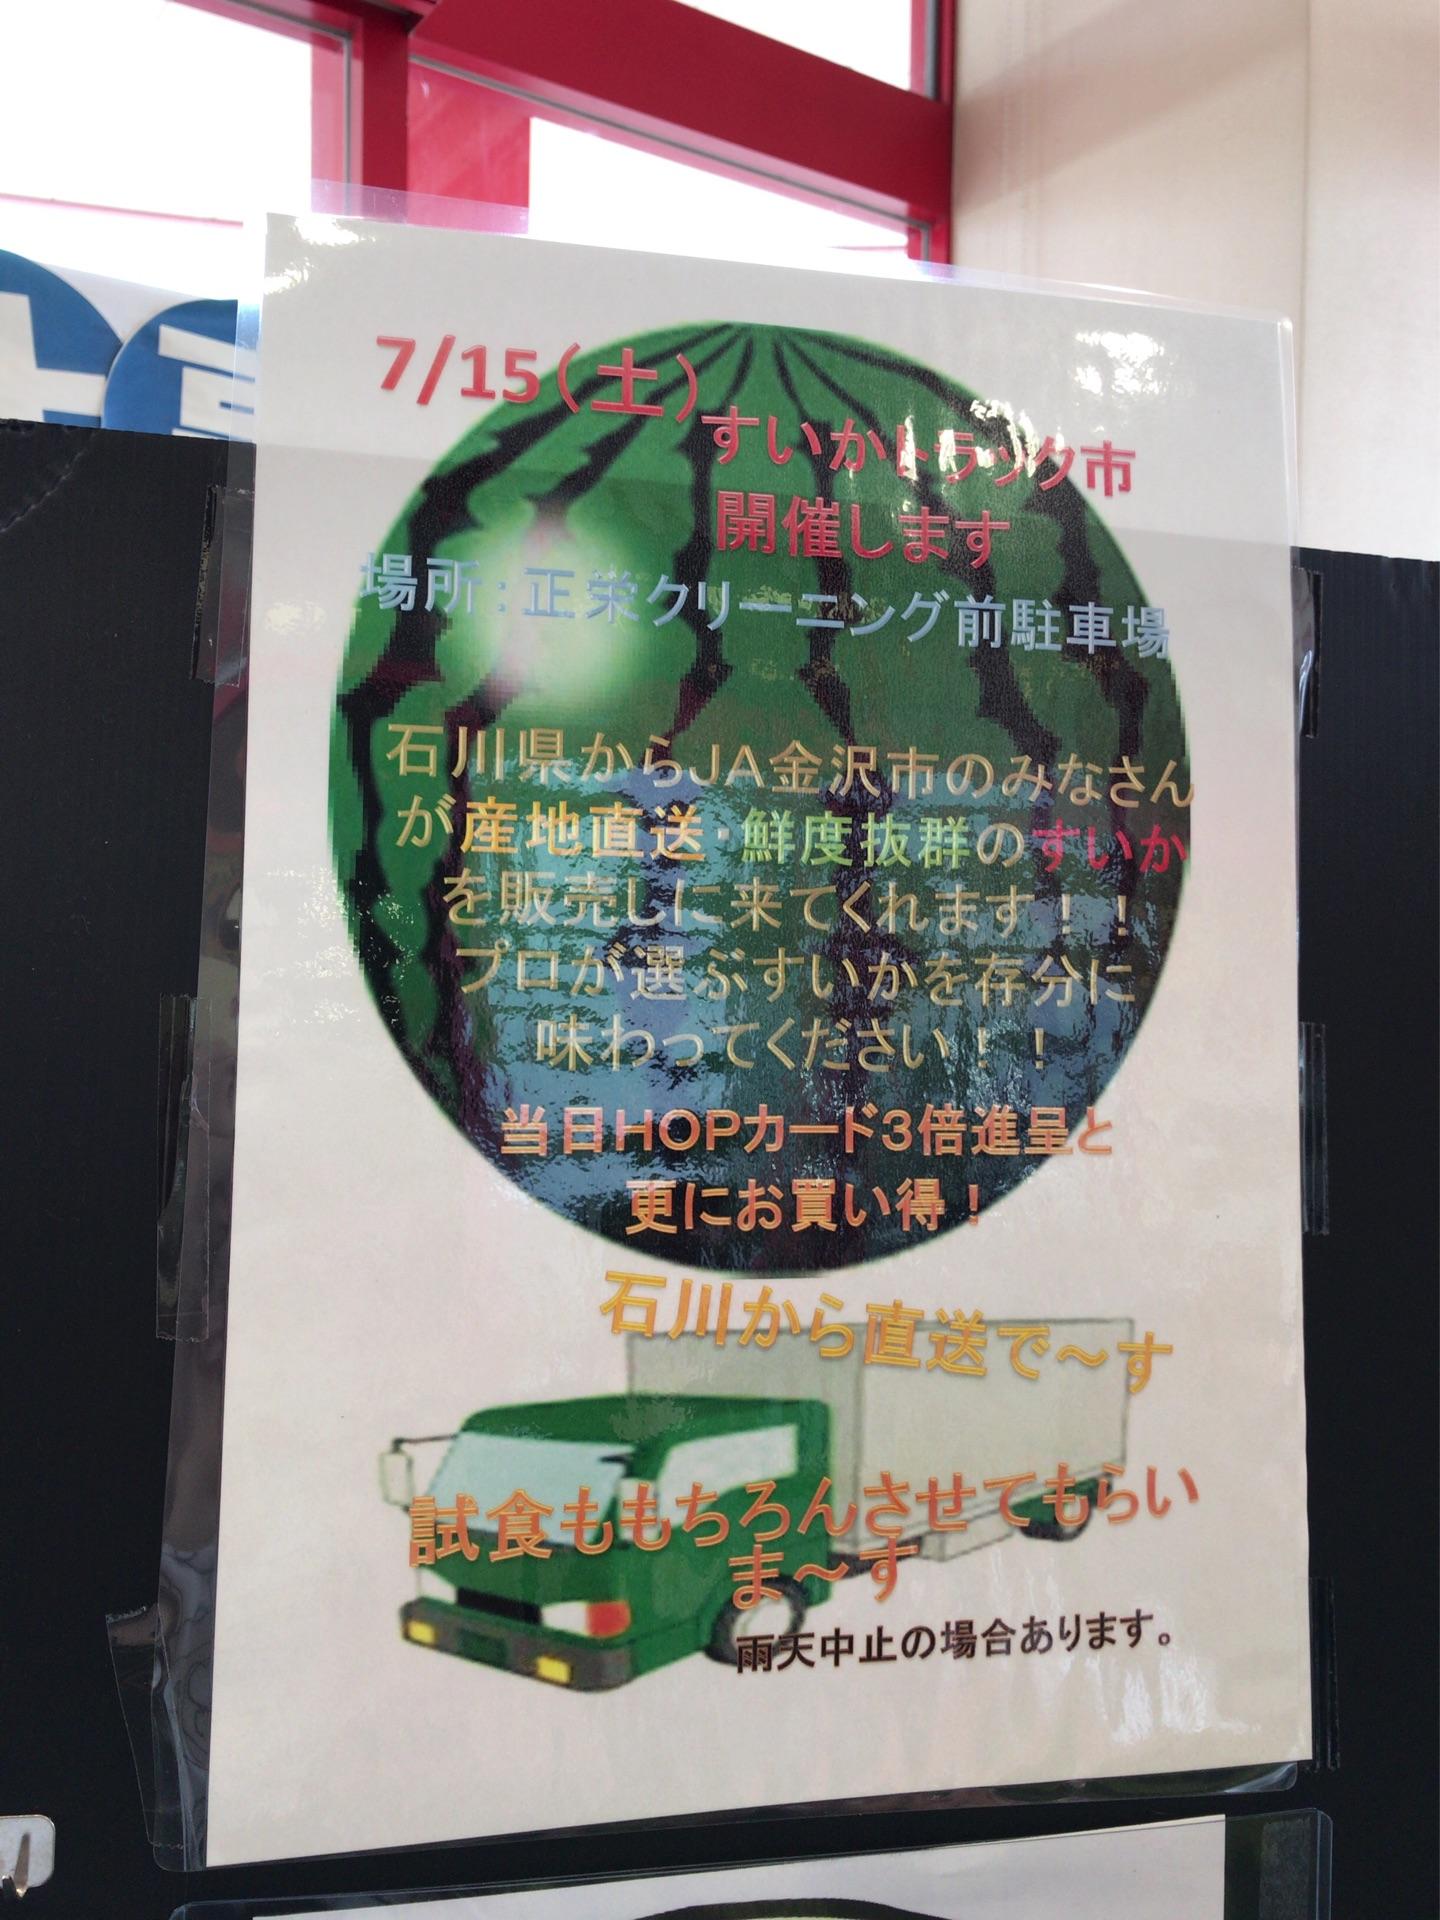 7/15(土)
すいかトラック市
開催します
場所:正栄クリーニング前駐車場
石川県からJA金沢市のみなさん
が産地直送・鮮度抜群のすいか
を販売しに来てくれます!!
プロが選ぶすいかを存分に
味わってください!!
当日HOPカード3倍進呈と
更にお買い得!
石川から直送で~す
試食ももちろんさせてもらい
ま~す
雨天中止の場合あります。